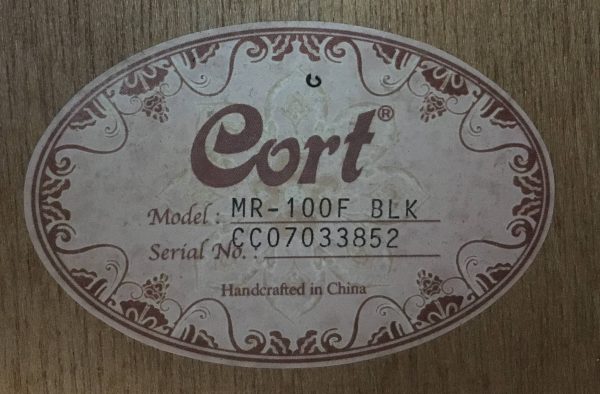 Cort®
Model : MR-100F BLK
Serial No. : CC07033852
Handcrafted in China